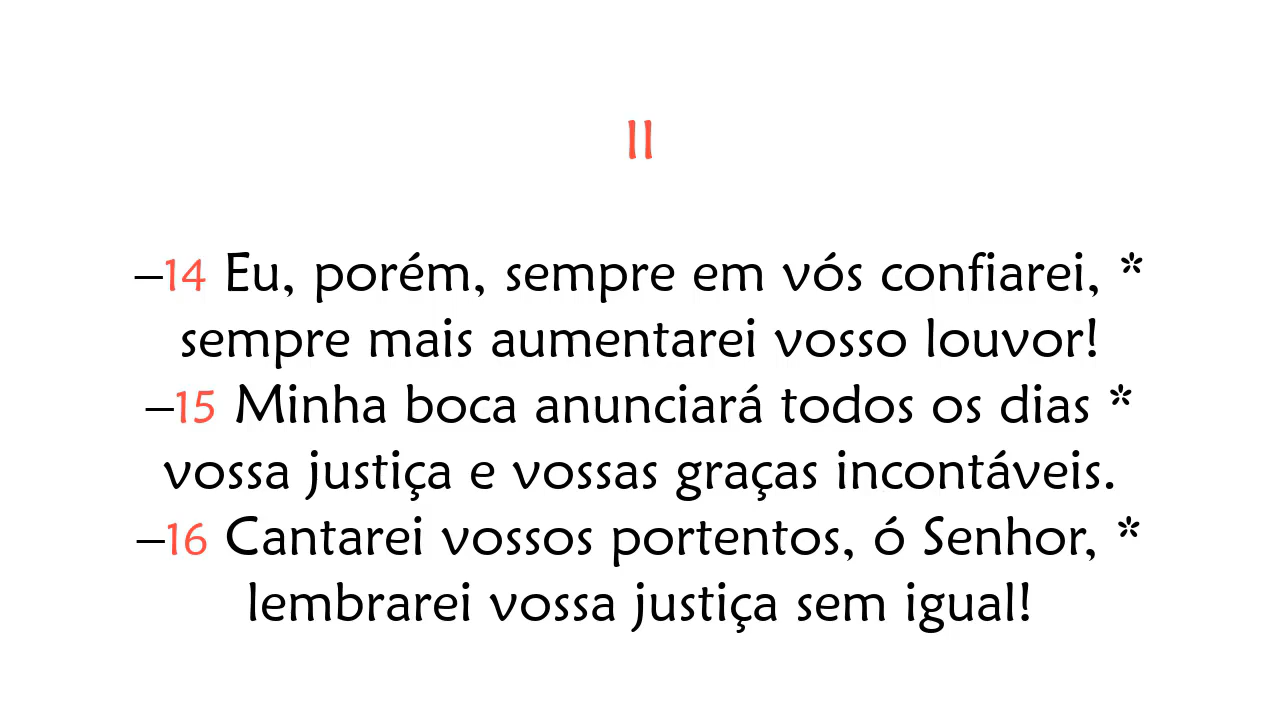 II
–14 Eu, porém, sempre em vós confiarei, *
sempre mais aumentarei vosso louvor!
–15 Minha boca anunciará todos os dias *
vossa justiça e vossas graças incontáveis.
–16 Cantarei vossos portentos, ó Senhor, *
lembrarei vossa justiça sem igual!